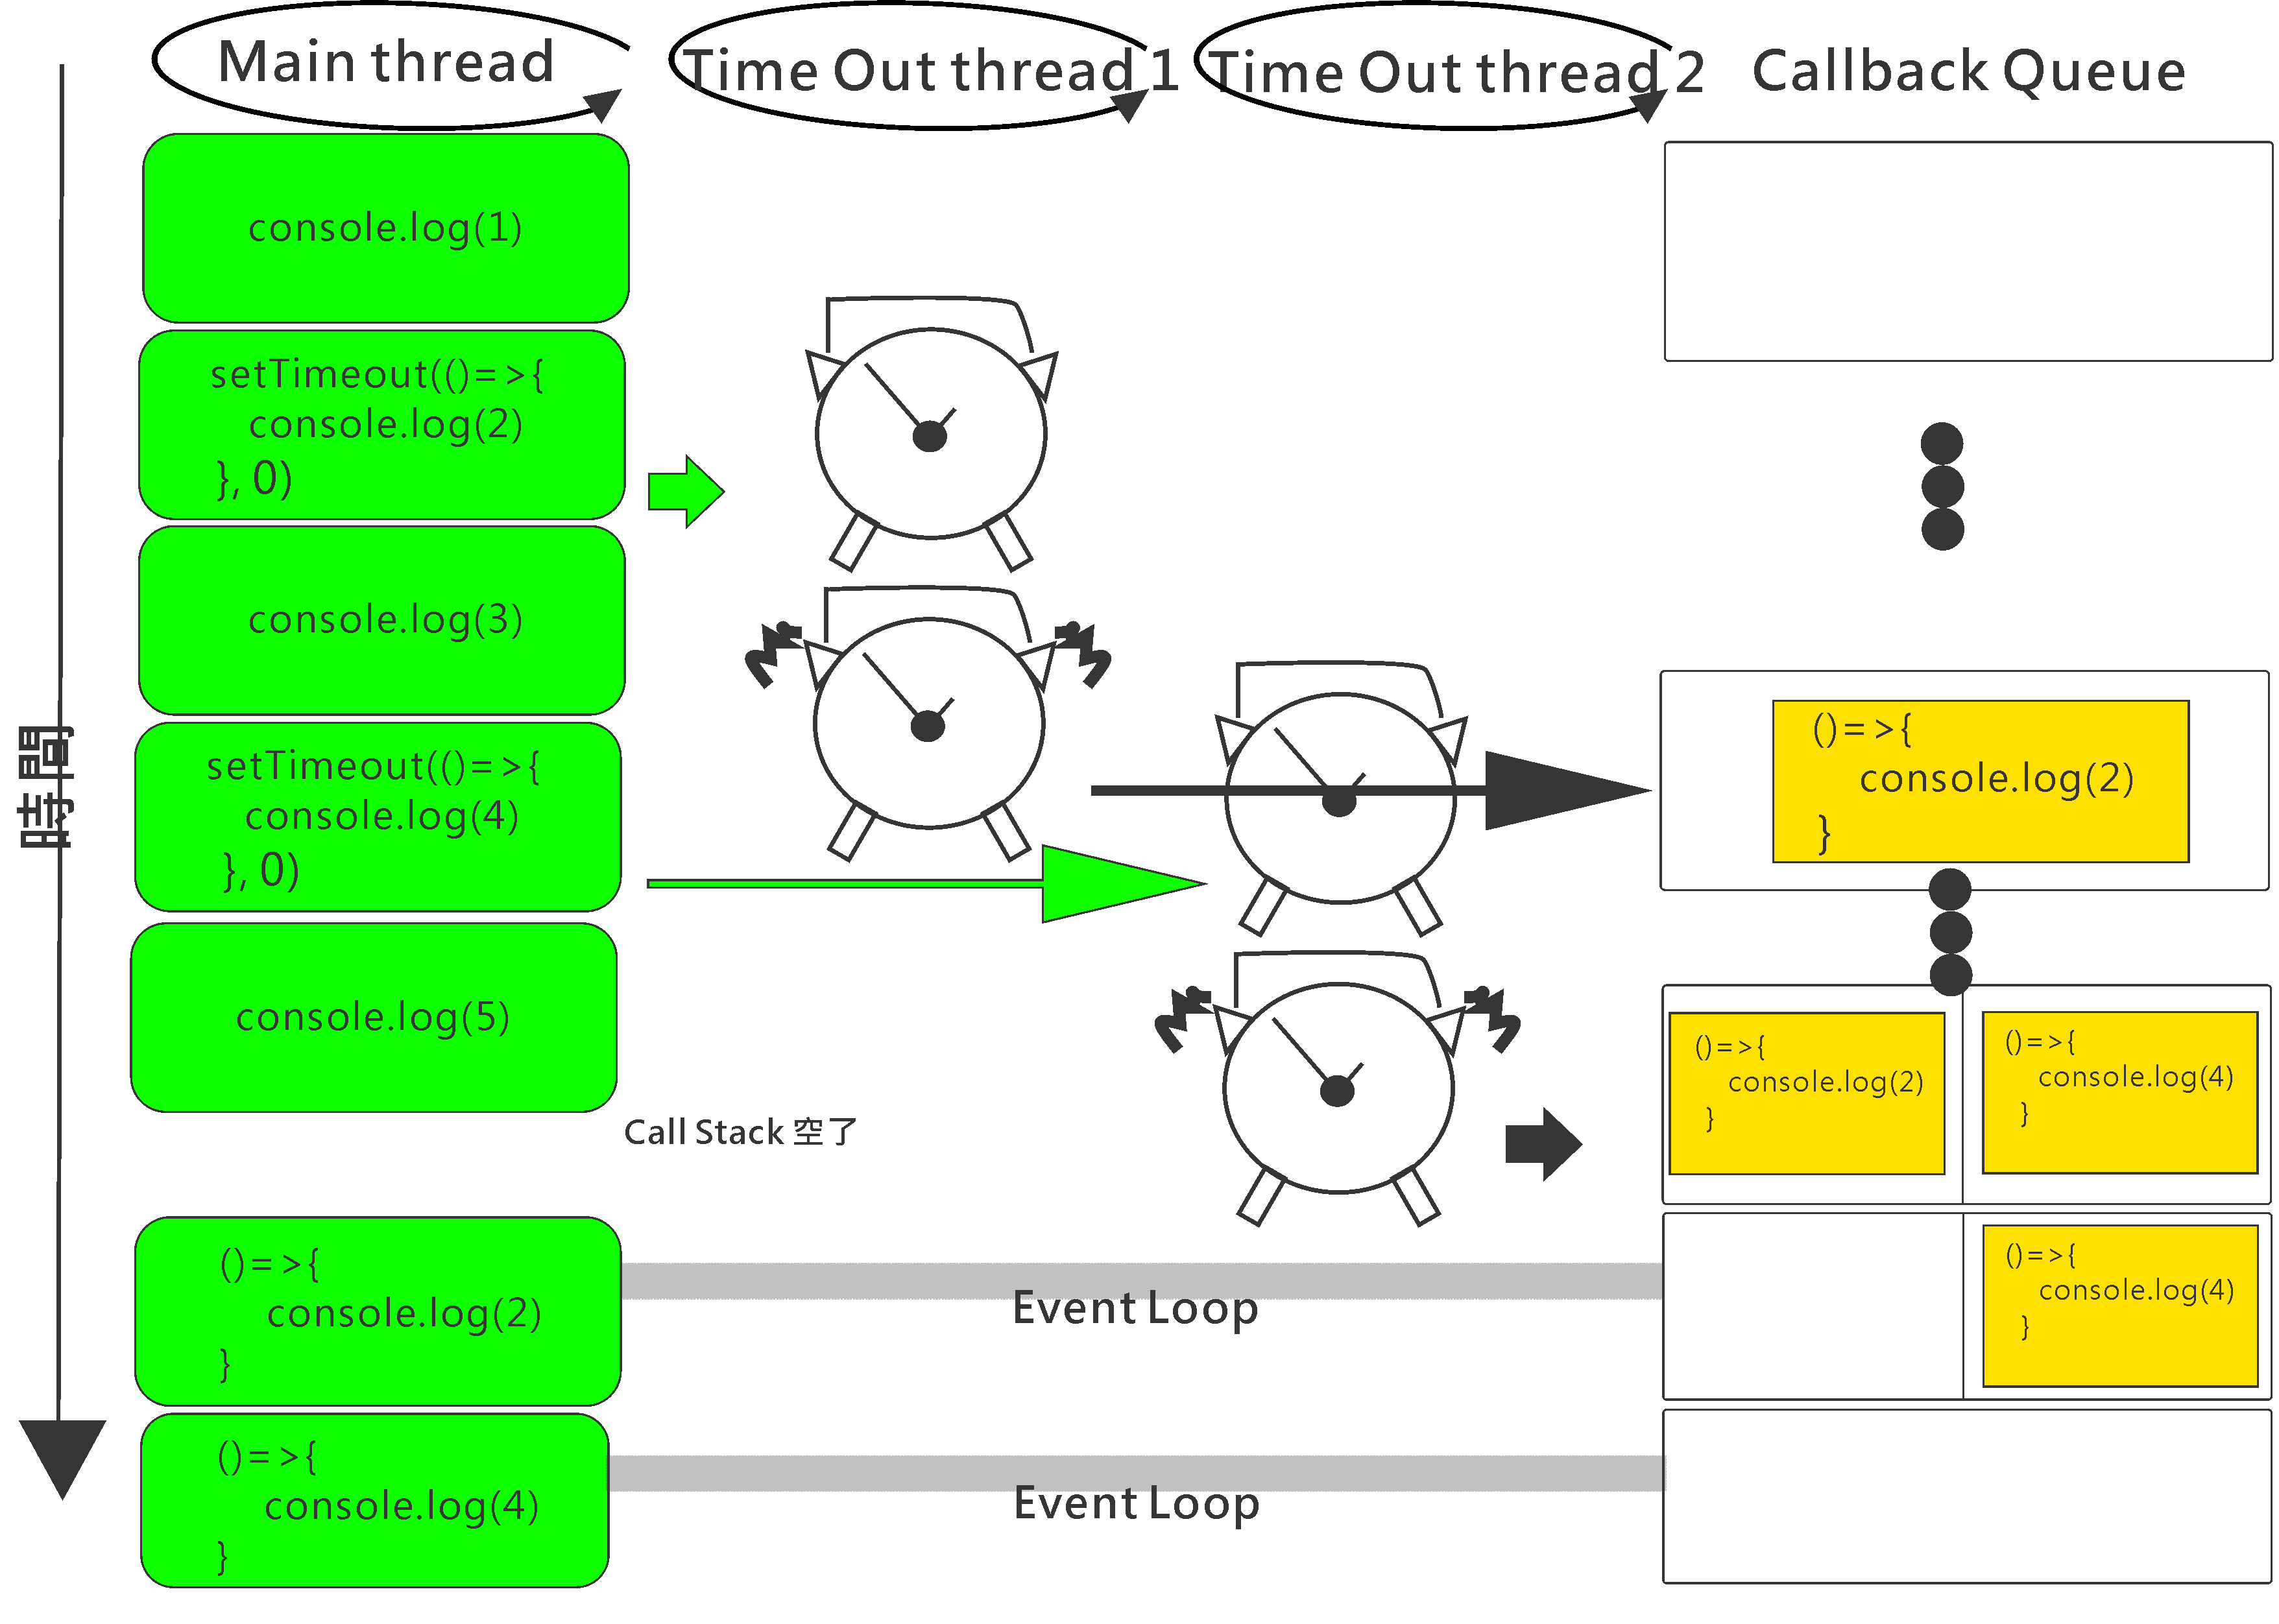 Main thread
Time Out thread 1
Time Out thread 2
Callback Queue
console.log(1)
setTimeout(()=>{
console.log(2)
}, 0)
console.log(3)
時間
setTimeout(()=>{
console.log(4)
}, 0)
()=>{
console.log(2)
}
console.log(5)
()=>{
console.log(2)
}
()=>{
console.log(4)
}
Call Stack 空了
()=>{
console.log(2)
}
Event Loop
()=>{
console.log(4)
}
()=>{
console.log(4)
}
Event Loop